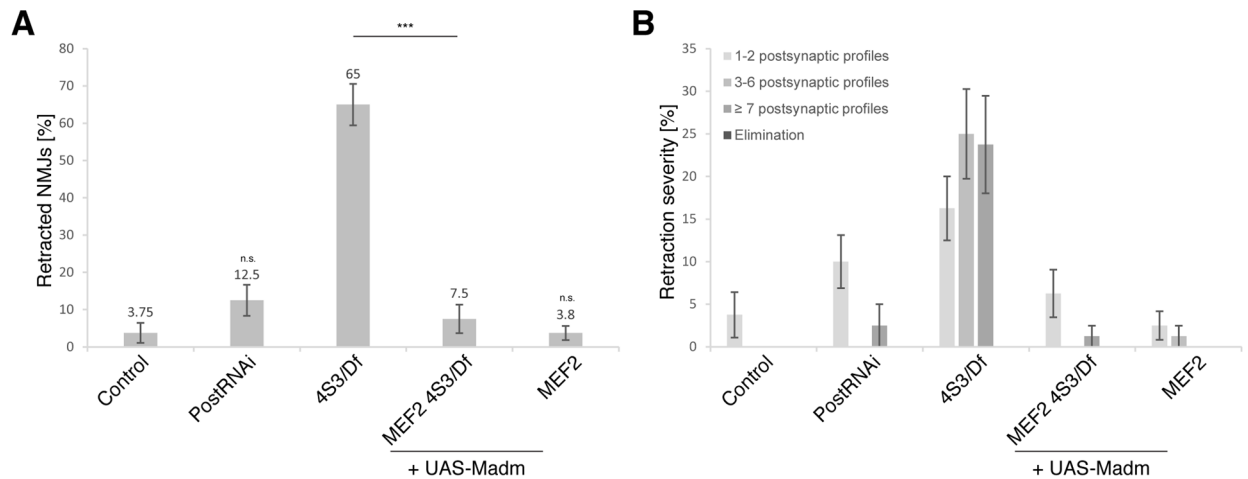 A
Retracted NMJs [%]
80
70
60
50
40
30
20
10
0
***
3.75
n.s.
12.5
65
7.5
n.s.
3.8
Control
PostRNAi
4S3/Df
MEF2 4S3/Df
MEF2
+ UAS-Madm
B
Retraction severity [%]
35
30
25
20
15
10
5
0
1-2 postsynaptic profiles
3-6 postsynaptic profiles
≥ 7 postsynaptic profiles
Elimination
Control
PostRNAi
4S3/Df
MEF2 4S3/Df
MEF2
+ UAS-Madm